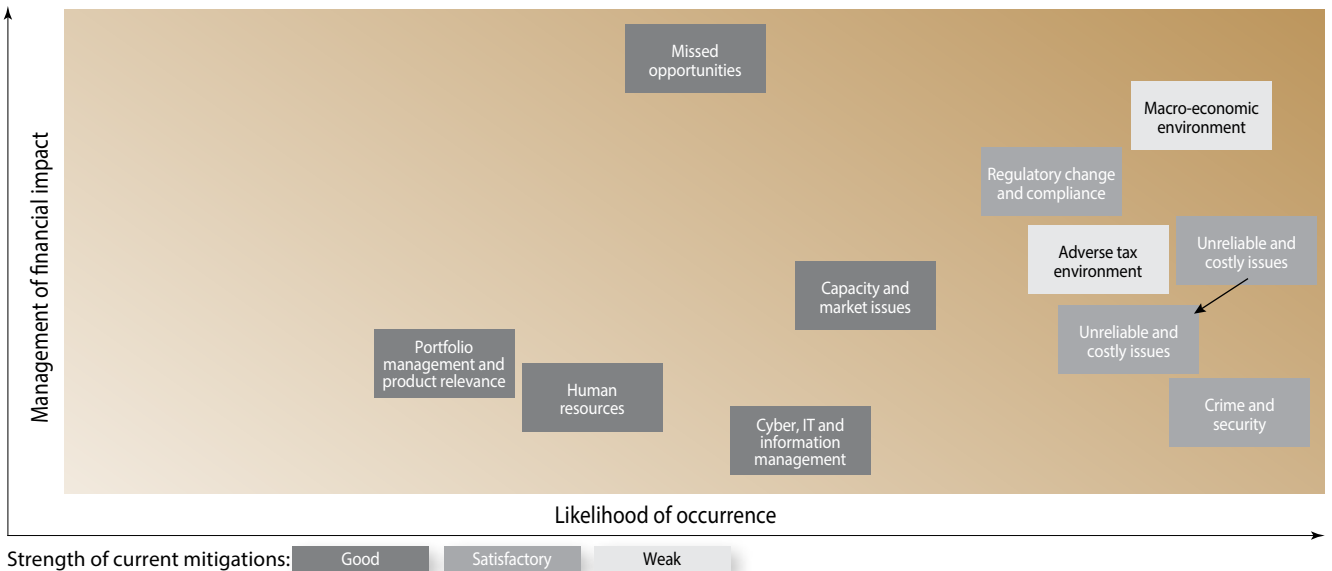 Management of financial impact
Missed
opportunities
Macro-economic
environment
Regulatory change
and compliance
Adverse tax
environment
Unreliable and
costly issues
Capacity and
market issues
Unreliable and
costly issues
Portfolio
management and
product relevance
Human
resources
Crime and
security
Cyber, IT and
information
management
Likelihood of occurrence
Strength of current mitigations: Good Satisfactory Weak